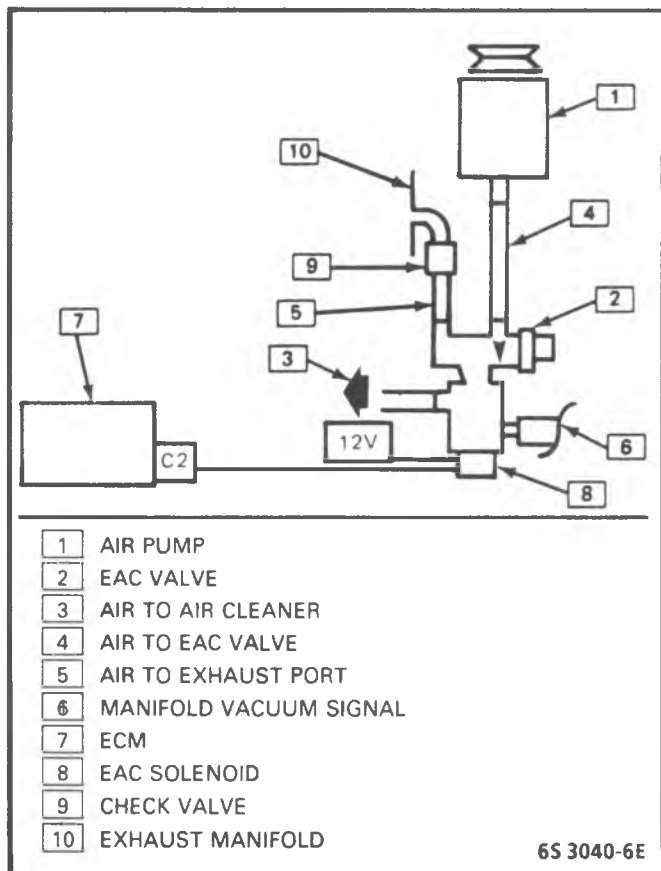 1
10
4
9
2
5
7
3
12V
6
C2
8
1 AIR PUMP
2 EAC VALVE
3 AIR TO AIR CLEANER
4 AIR TO EAC VALVE
5 AIR TO EXHAUST PORT
6 MANIFOLD VACUUM SIGNAL
7 ECM
8 EAC SOLENOID
9 CHECK VALVE
10 EXHAUST MANIFOLD
6S 3040-6E